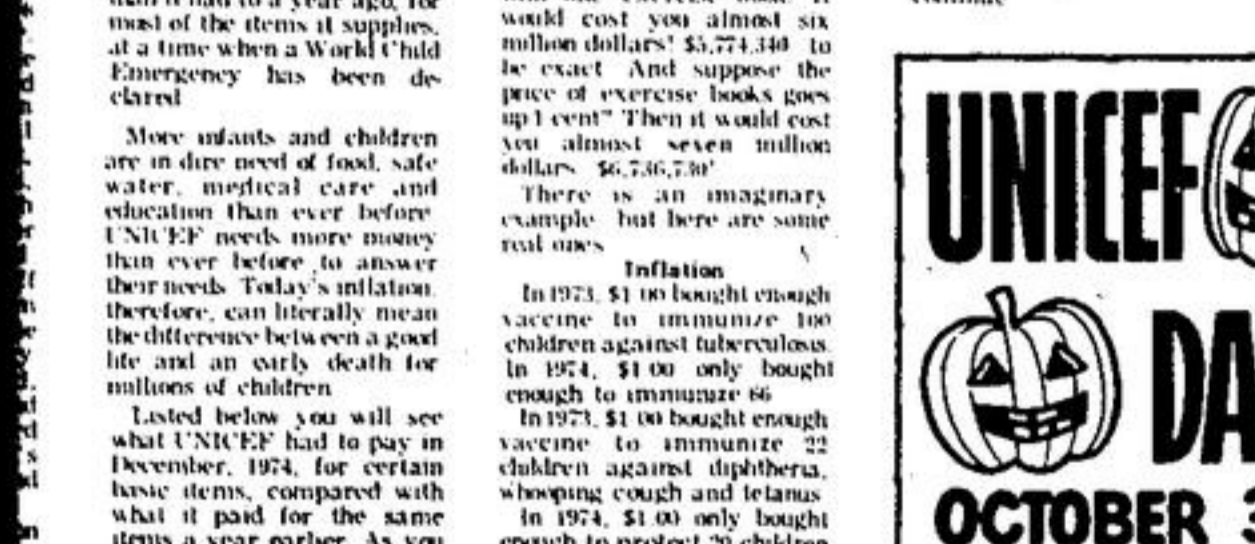 than it had to a year ago, for
most of the items it supplies,
at a time when a World Child
Emergency has been de-
clared
More infants and children
are in dire need of food, safe
water, medical care and
education than ever before
UNICEF needs more money
than ever before to answer
their needs Today's inflation,
therefore, can literally mean
the difference between a good
life and an early death for
millions of children
Listed below you will see
what UNICEF had to pay in
December, 1974, for certain
basic items, compared with
what it paid for the same
items a year earlier. As you
would cost you almost six
million dollars! $5,774,340 to
be exact And suppose the
price of exercise books goes
up 1 cent" Then it would cost
you almost seven million
dollars $6,736,730!
There is an imaginary
example but here are some
real ones
Inflation
In 1973, $1 00 bought enough
vaccine to immunize 100
children against tuberculosis.
In 1974, $1 00 only bought
enough to immunize 66
In 1973, $1 00 bought enough
vaccine to immunize 22
children against diphtheria,
whooping cough and tetanus
In 1974, $1.00 only bought
enough to protect 20 children
UNICEF
DA
OCTOBER 3